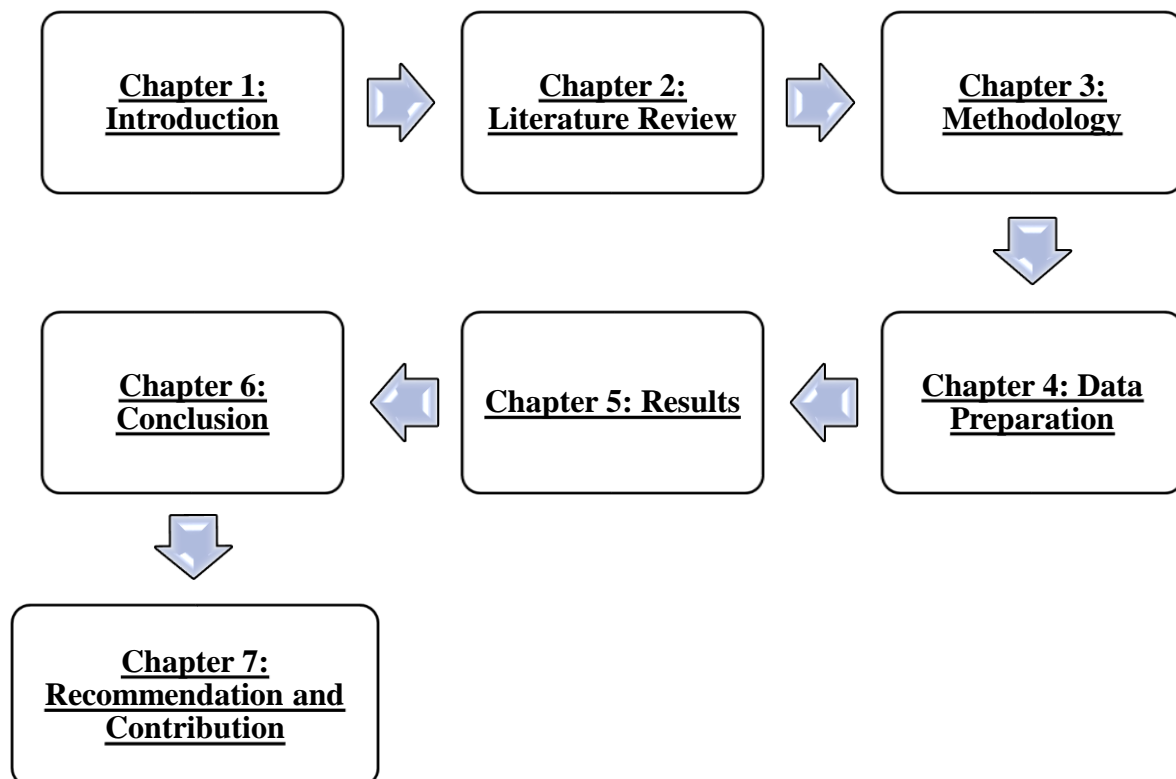 Chapter 1:
Introduction
Chapter 2:
Literature Review
Chapter 3:
Methodology
Chapter 4: Data
Preparation
Chapter 5: Results
Chapter 6:
Conclusion
Chapter 7:
Recommendation and
Contribution